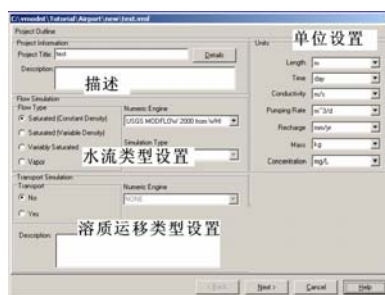 C:\vmodnt\Tutorial\Airport\new\test.vmf
Project Outline
Project Information
Project Title: test
Details
Description:
描述
Flow Simulation
Flow Type
Saturated (Constant Density)
Saturated (Variable Density)
Variably Saturated
Vapor
Numeric Engine
USGS MODFLOW 2000 from WHI
Simulation Type
水流类型设置
Transport Simulation
Transport
No
Yes
Numeric Engine
NONE
溶质运移类型设置
Description:
Units
单位设置
Length m
Time day
Conductivity m/s
Pumping Rate m^3/d
Recharge mm/yr
Mass kg
Concentration mg/L
< Back
Next >
Cancel
Help